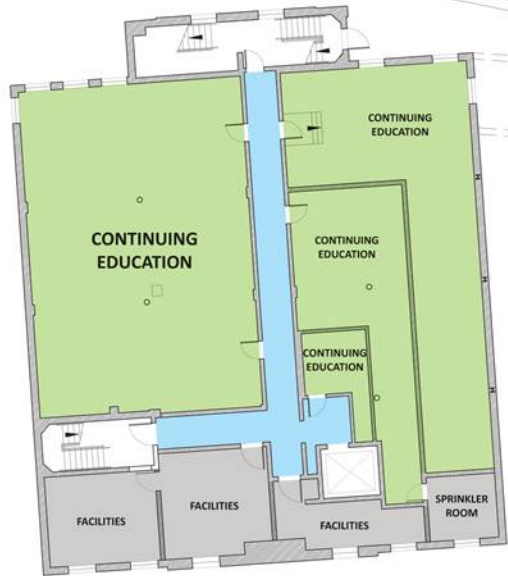 CONTINUING
EDUCATION
CONTINUING
EDUCATION
CONTINUING
EDUCATION
CONTINUING
EDUCATION
FACILITIES
FACILITIES
FACILITIES
SPRINKLER
ROOM